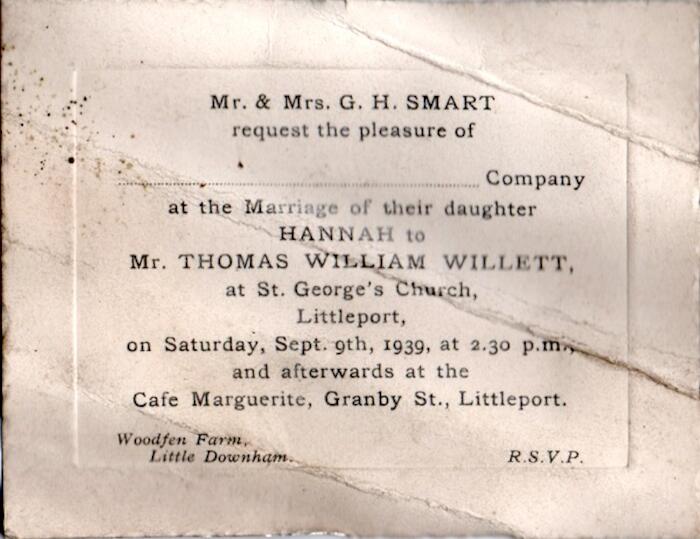 Mr. & Mrs. G. H. SMART
request the pleasure of
........................................ Company
at the Marriage of their daughter
HANNAH to
Mr. THOMAS WILLIAM WILLETT,
at St. George's Church,
Littleport,
on Saturday, Sept. 9th, 1939, at 2.30 p.m.,
and afterwards at the
Cafe Marguerite, Granby St., Littleport.
Woodfen Farm,
Little Downham.
R.S.V.P.